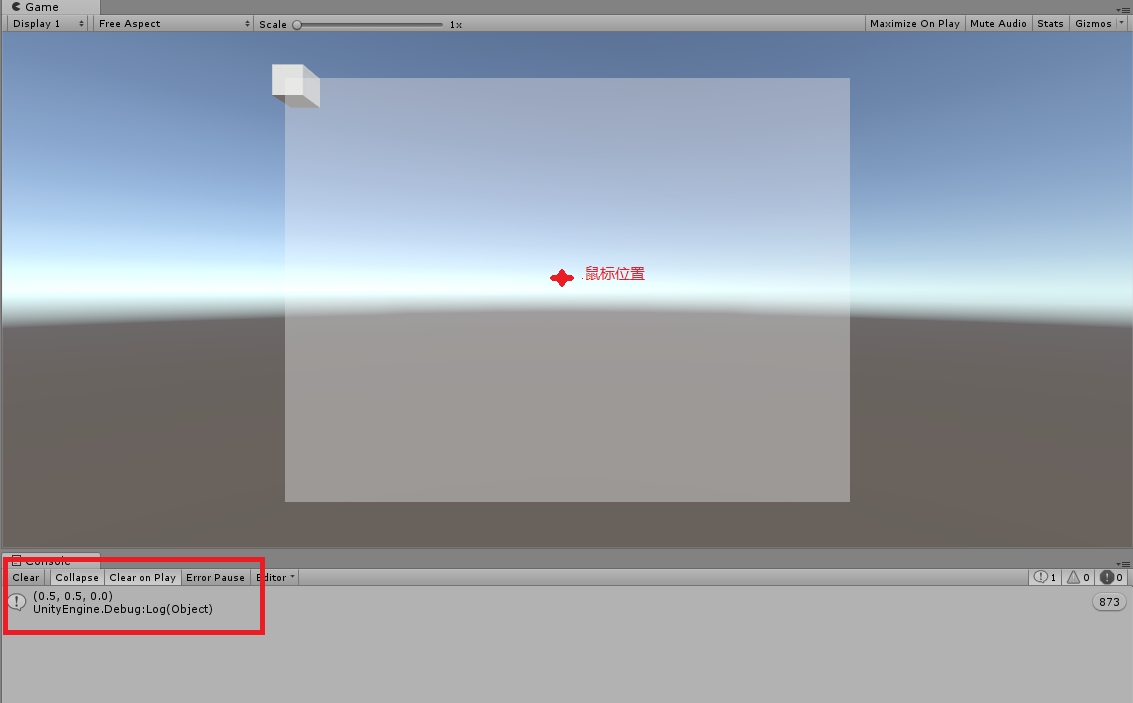 Game
Display 1 Free Aspect Scale 1x Maximize On Play Mute Audio Stats Gizmos
.鼠标位置
Console
Clear Collapse Clear on Play Error Pause Editor 1 0 0
(0.5, 0.5, 0.0)
UnityEngine.Debug:Log(Object)
873